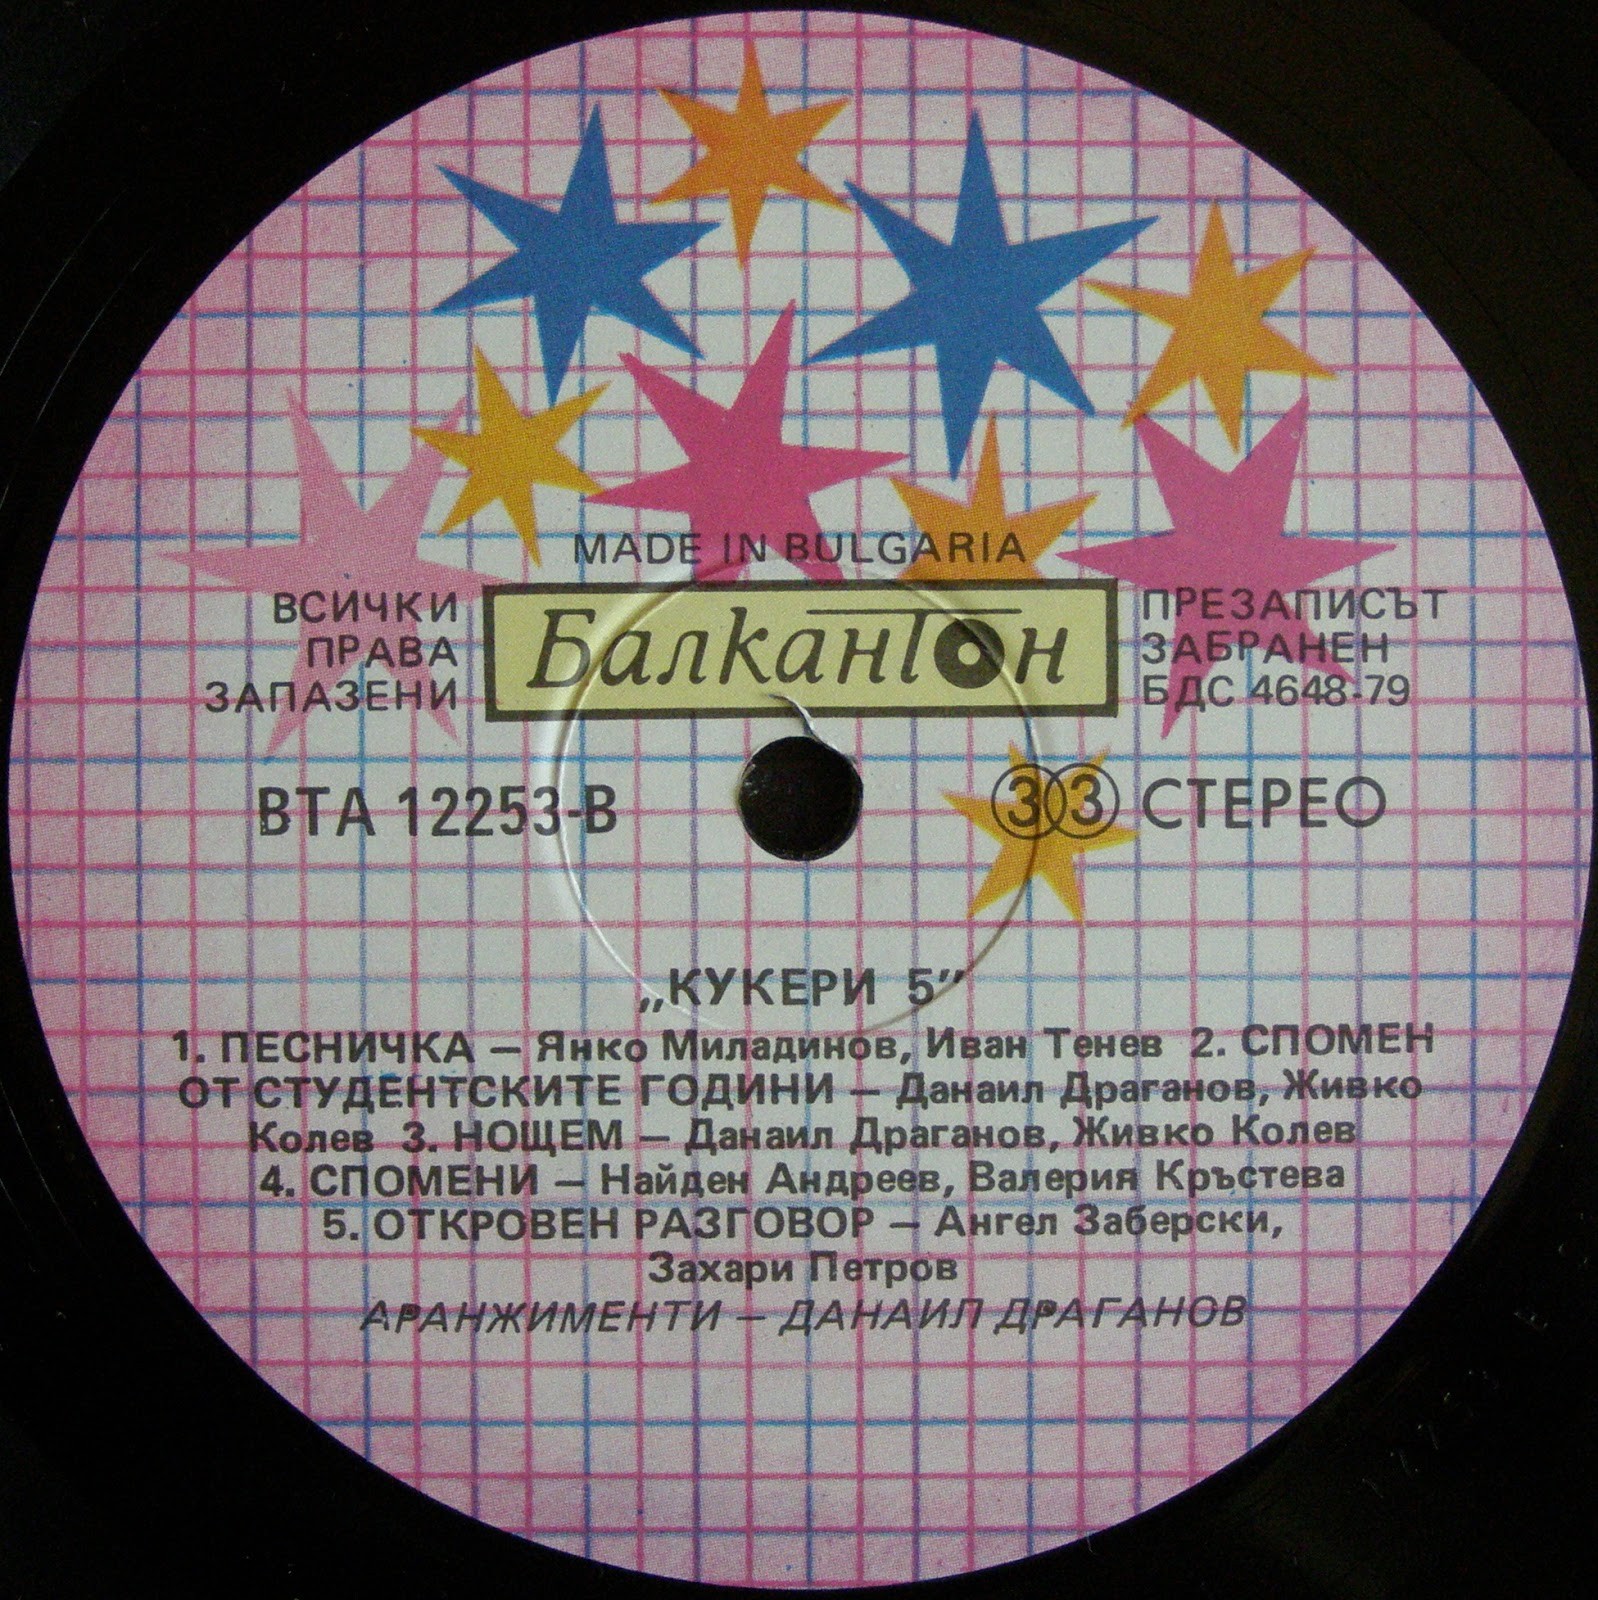 MADE IN BULGARIA
ВСИЧКИ
ПРАВА
ЗАПАЗЕНИ
Балкантон
ПРЕЗАПИСЪТ
ЗАБРАНЕН
БДС 4648-79
ВТА 12253-В
33 СТЕРЕО
„КУКЕРИ 5”
1. ПЕСНИЧКА – Янко Миладинов, Иван Тенев 2. СПОМЕН
ОТ СТУДЕНТСКИТЕ ГОДИНИ – Данаил Драганов, Живко
Колев 3. НОЩЕМ – Данаил Драганов, Живко Колев
4. СПОМЕНИ – Найден Андреев, Валерия Кръстева
5. ОТКРОВЕН РАЗГОВОР – Ангел Заберски,
Захари Петров
АРАНЖИМЕНТИ – ДАНАИЛ ДРАГАНОВ